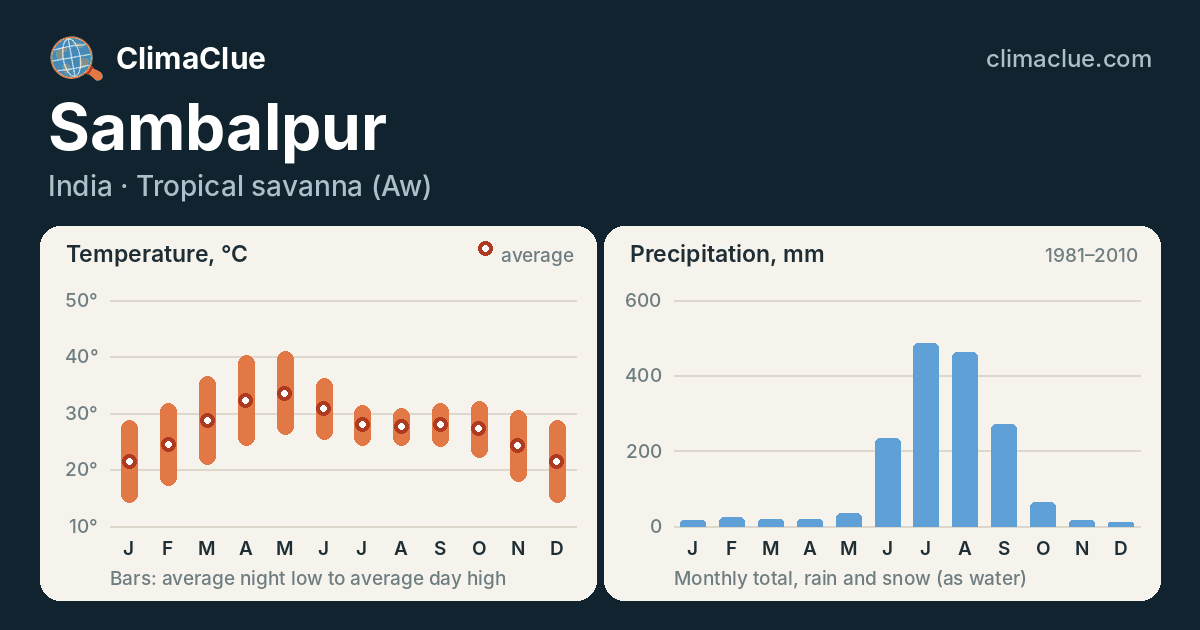 ClimaClue
climaclue.com
Sambalpur
India · Tropical savanna (Aw)
Temperature, °C
average
50°
40°
30°
20°
10°
J F M A M J J A S O N D
Bars: average night low to average day high
Precipitation, mm
1981–2010
600
400
200
0
J F M A M J J A S O N D
Monthly total, rain and snow (as water)